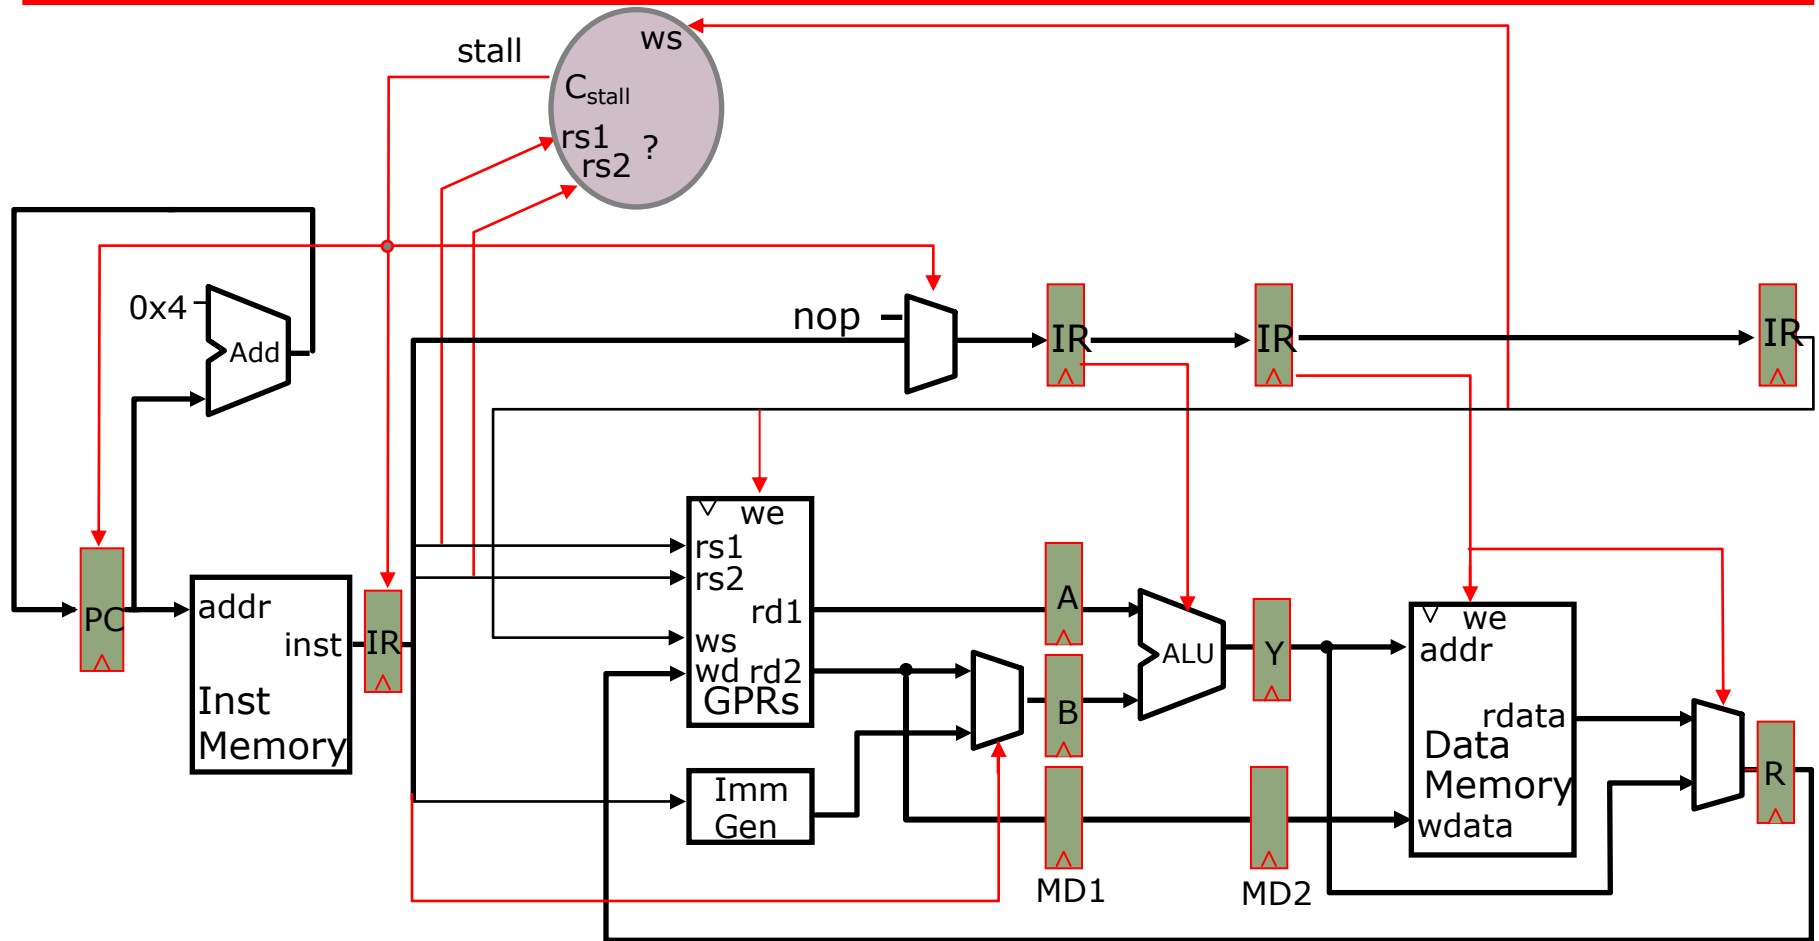 stall
ws
C_stall
rs1
?
rs2
0x4
Add
nop
IR
IR
IR
we
rs1
rs2
rd1
ws
wd rd2
GPRs
PC
addr
inst
Inst
Memory
IR
A
B
ALU
Y
we
addr
rdata
Data
Memory
wdata
R
Imm
Gen
MD1
MD2